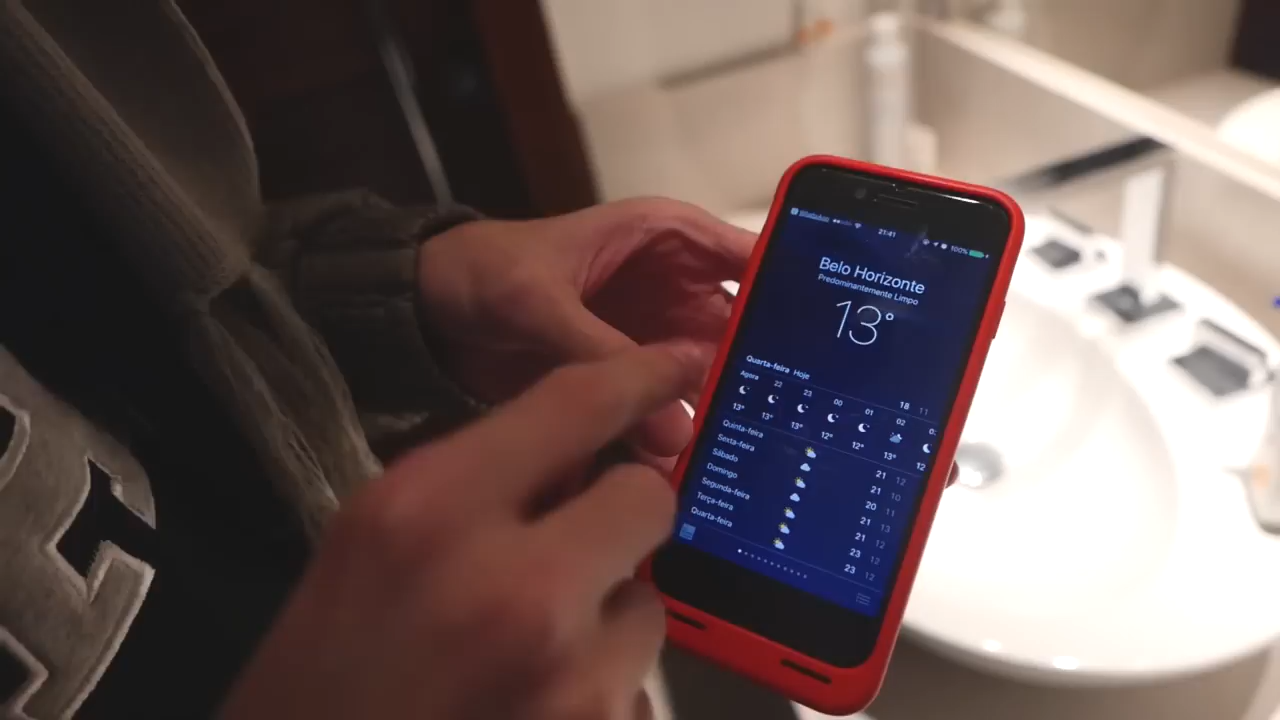 WhatsApp 21:41 100%
Belo Horizonte
Predominantemente Limpo
13°
Quarta-feira Hoje 18 11
Agora 22 23 00 01 02
13° 13° 13° 12° 12° 13° 12
Quinta-feira 21 12
Sexta-feira 21 10
Sábado 20 11
Domingo 21 13
Segunda-feira 21 12
Terça-feira 23 12
Quarta-feira 23 12